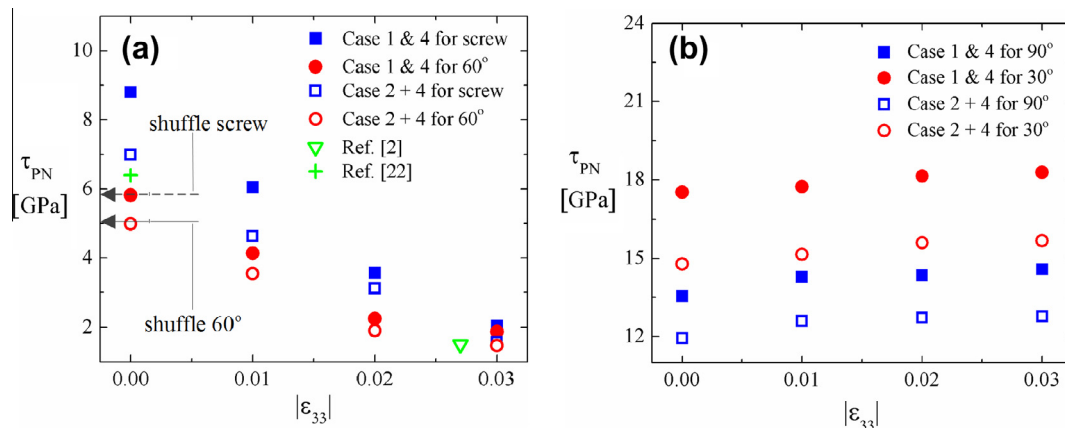 (a)
Case 1 & 4 for screw
Case 1 & 4 for 60°
Case 2 + 4 for screw
Case 2 + 4 for 60°
Ref. [2]
Ref. [22]
shuffle screw
shuffle 60°
τPN
[GPa]
10
8
6
4
2
0.00 0.01 0.02 0.03
|ε33|
(b)
Case 1 & 4 for 90°
Case 1 & 4 for 30°
Case 2 + 4 for 90°
Case 2 + 4 for 30°
τPN
[GPa]
24
21
18
15
12
0.00 0.01 0.02 0.03
|ε33|